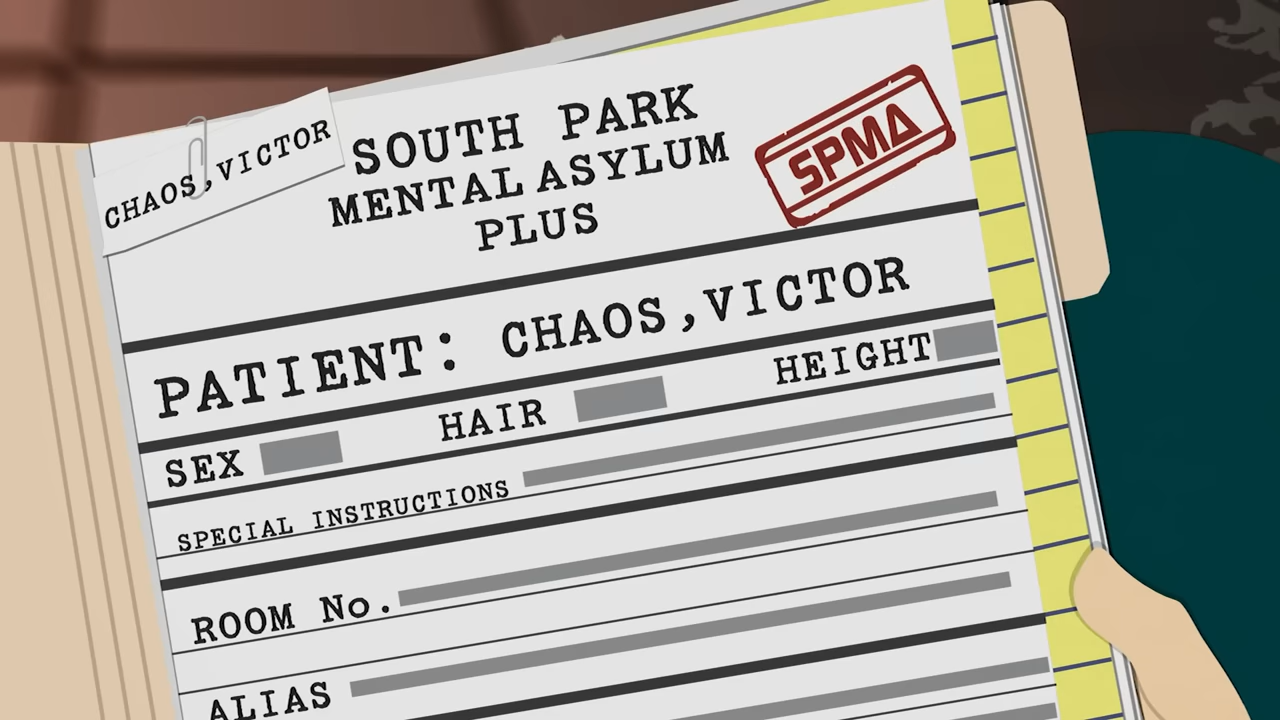 CHAOS,VICTOR
SOUTH PARK
MENTAL ASYLUM
PLUS
SPMA
PATIENT: CHAOS,VICTOR
SEX HAIR HEIGHT
SPECIAL INSTRUCTIONS
ROOM No.
ALIAS